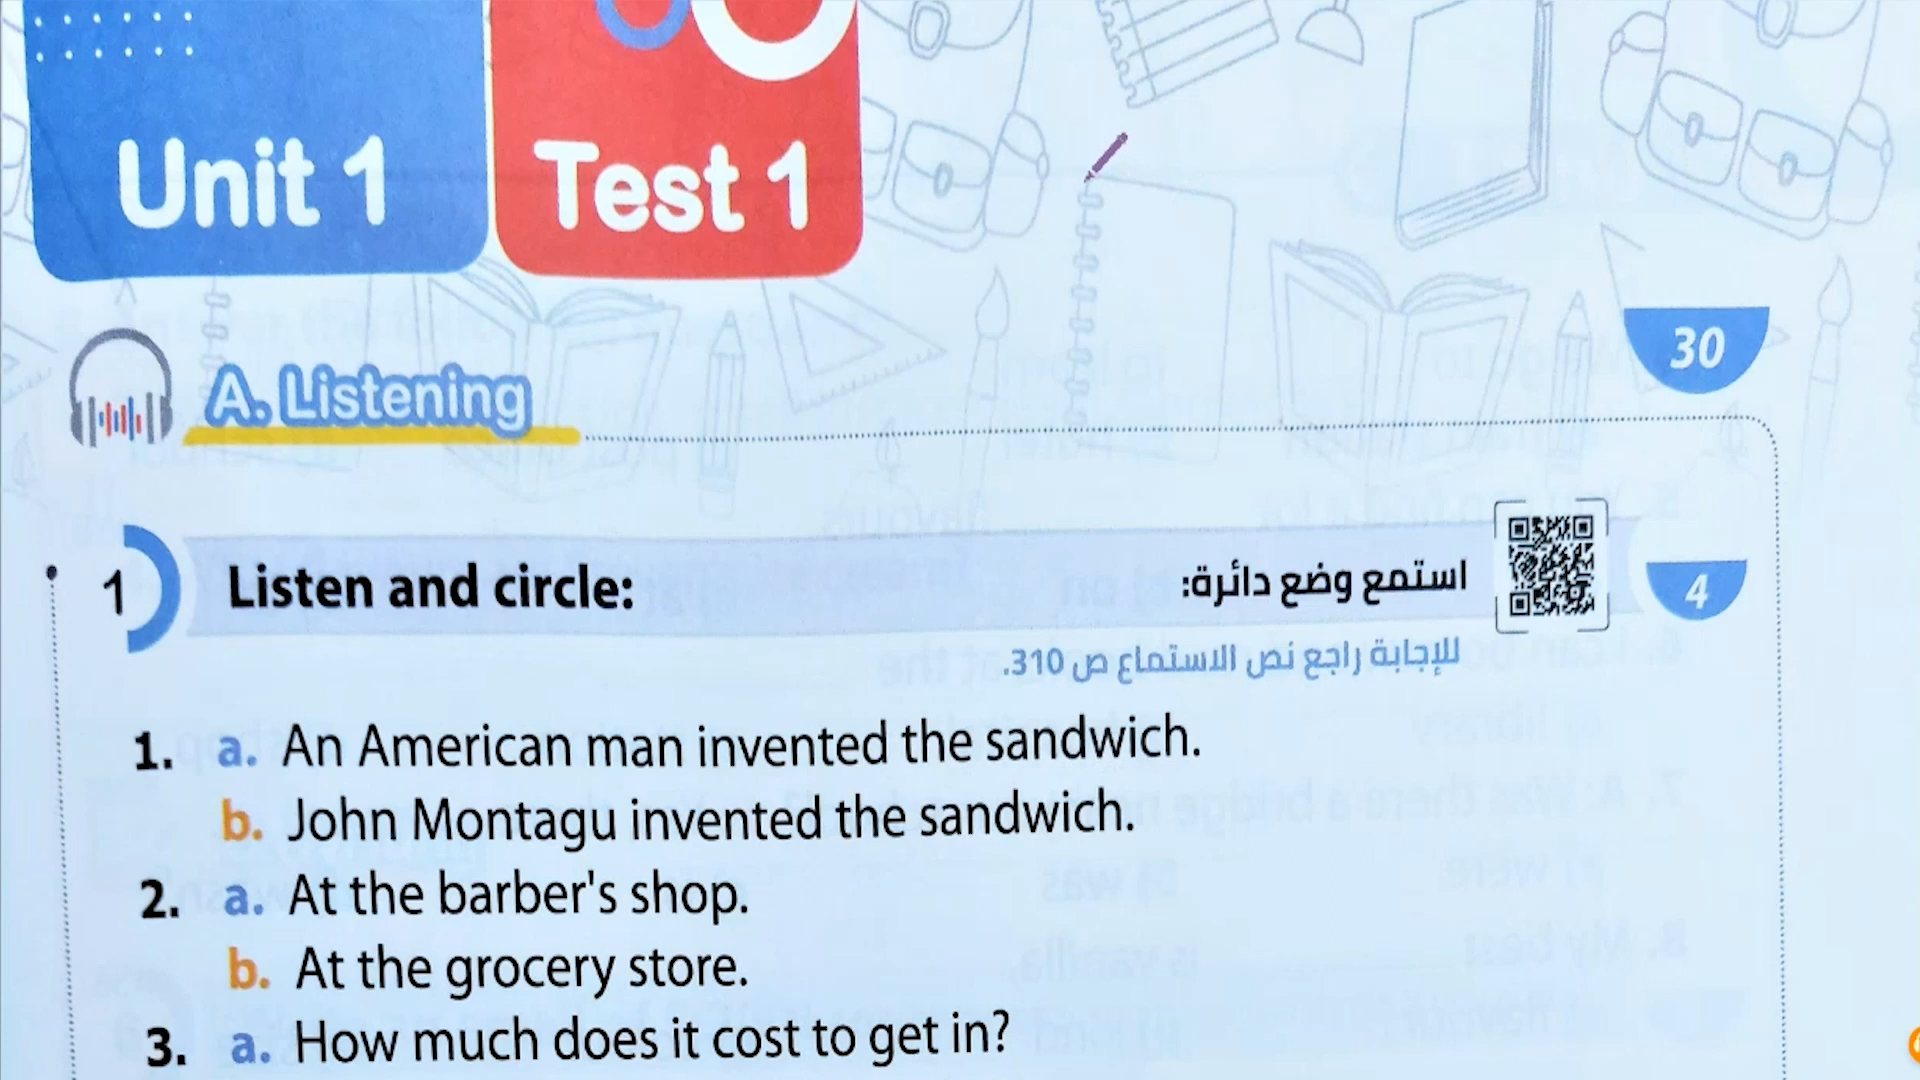 Unit 1
Test 1
30
A. Listening
1 Listen and circle:
استمع وضع دائرة:
4
للإجابة راجع نص الاستماع ص 310.
1. a. An American man invented the sandwich.
b. John Montagu invented the sandwich.
2. a. At the barber's shop.
b. At the grocery store.
3. a. How much does it cost to get in?